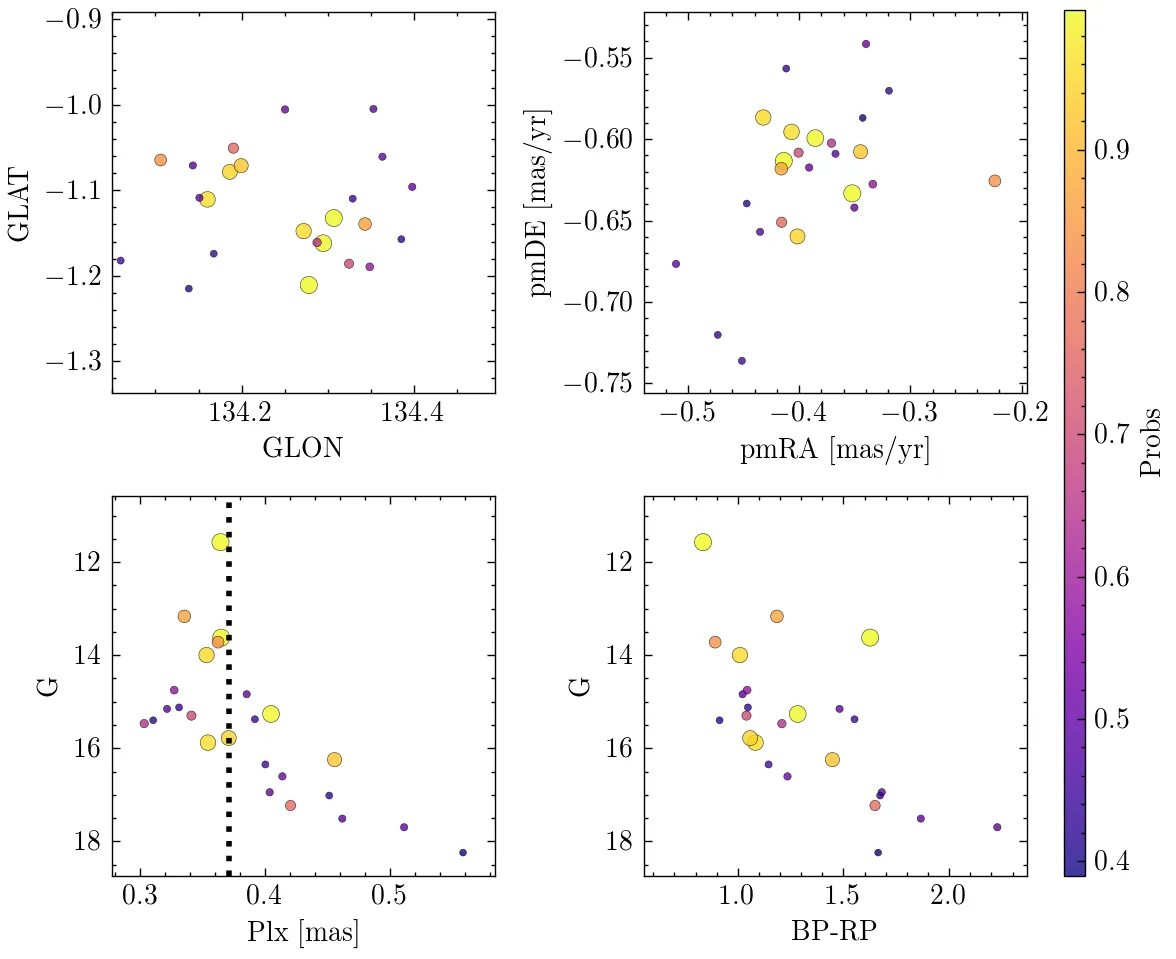 −0.9
−1.0
−1.1
−1.2
−1.3
GLAT
134.2 134.4
GLON
−0.55
−0.60
−0.65
−0.70
−0.75
pmDE [mas/yr]
−0.5 −0.4 −0.3 −0.2
pmRA [mas/yr]
12
14
16
18
G
0.3 0.4 0.5
Plx [mas]
12
14
16
18
G
1.0 1.5 2.0
BP-RP
0.9
0.8
0.7
0.6
0.5
0.4
Probs